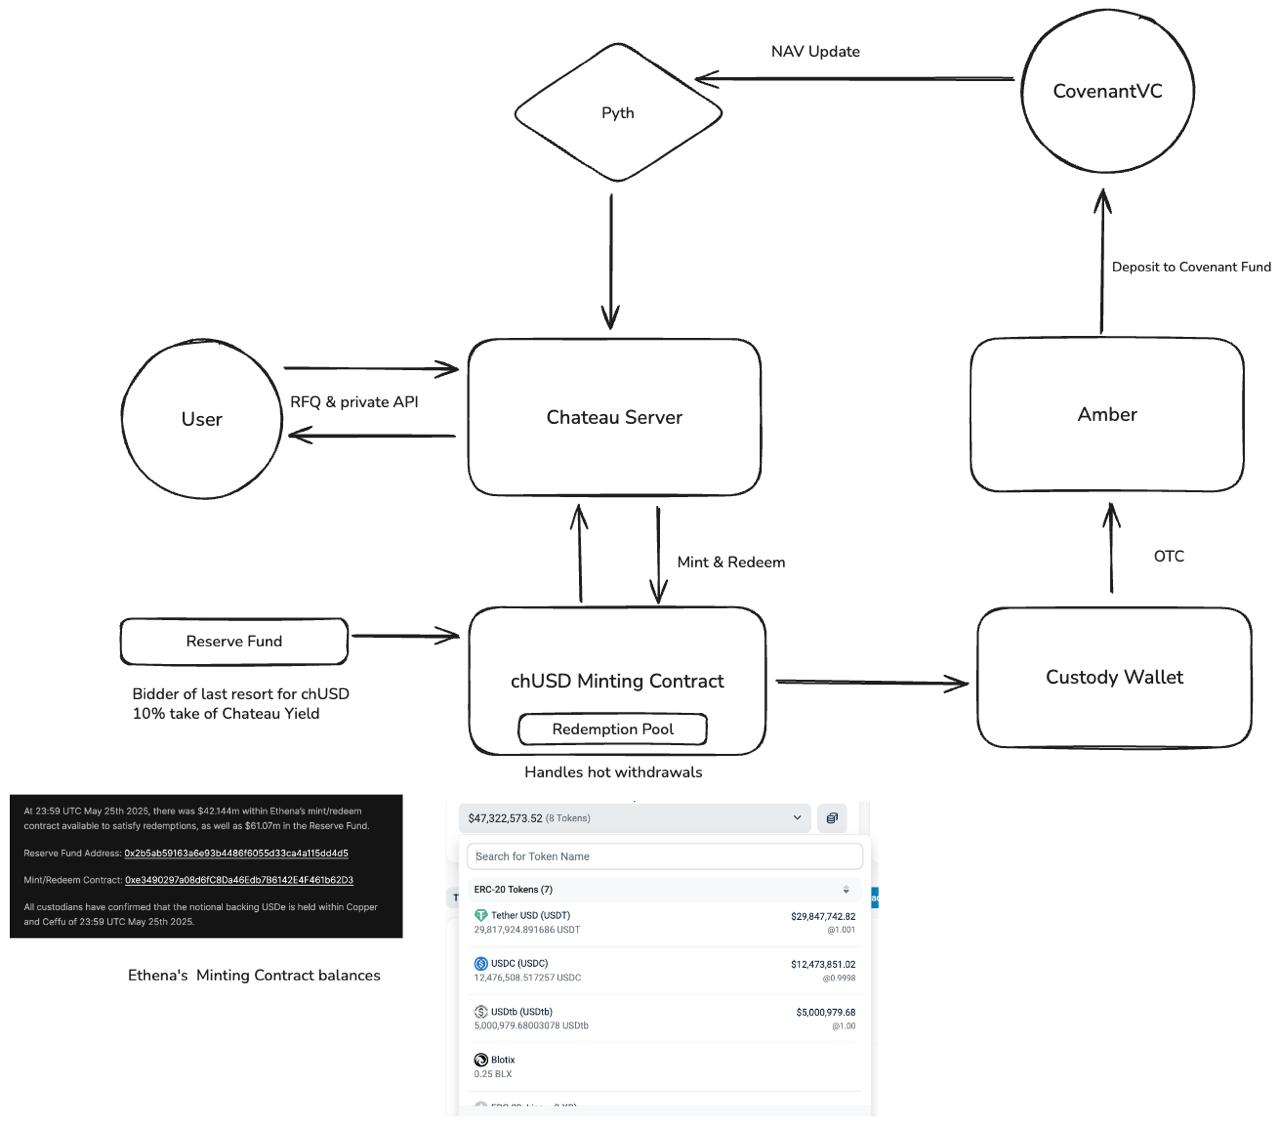 NAV Update
CovenantVC
Pyth
Deposit to Covenant Fund
User
RFQ & private API
Chateau Server
Amber
Mint & Redeem
OTC
Reserve Fund
Bidder of last resort for chUSD
10% take of Chateau Yield
chUSD Minting Contract
Redemption Pool
Handles hot withdrawals
Custody Wallet
At 23:59 UTC May 25th 2025, there was $42.144m within Ethena's mint/redeem
contract available to satisfy redemptions, as well as $61.07m in the Reserve Fund.
Reserve Fund Address: 0x2b5ab59163a6e93b4486f6055d33ca4a115dd4d5
Mint/Redeem Contract: 0xe3490297a08d6fC8Da46Edb7B6142E4F461b62D3
All custodians have confirmed that the notional backing USDe is held within Copper
and Ceffu of 23:59 UTC May 25th 2025.
Ethena's Minting Contract balances
$47,322,573.52 (8 Tokens)
Search for Token Name
ERC-20 Tokens (7)
Tether USD (USDT)
$29,847,742.82
29,817,924.891686 USDT
@1.001
USDC (USDC)
$12,473,851.02
12,476,508.517257 USDC
@0.9998
USDtb (USDtb)
$5,000,979.68
5,000,979.68003078 USDtb
@1.00
Blotix
0.25 BLX